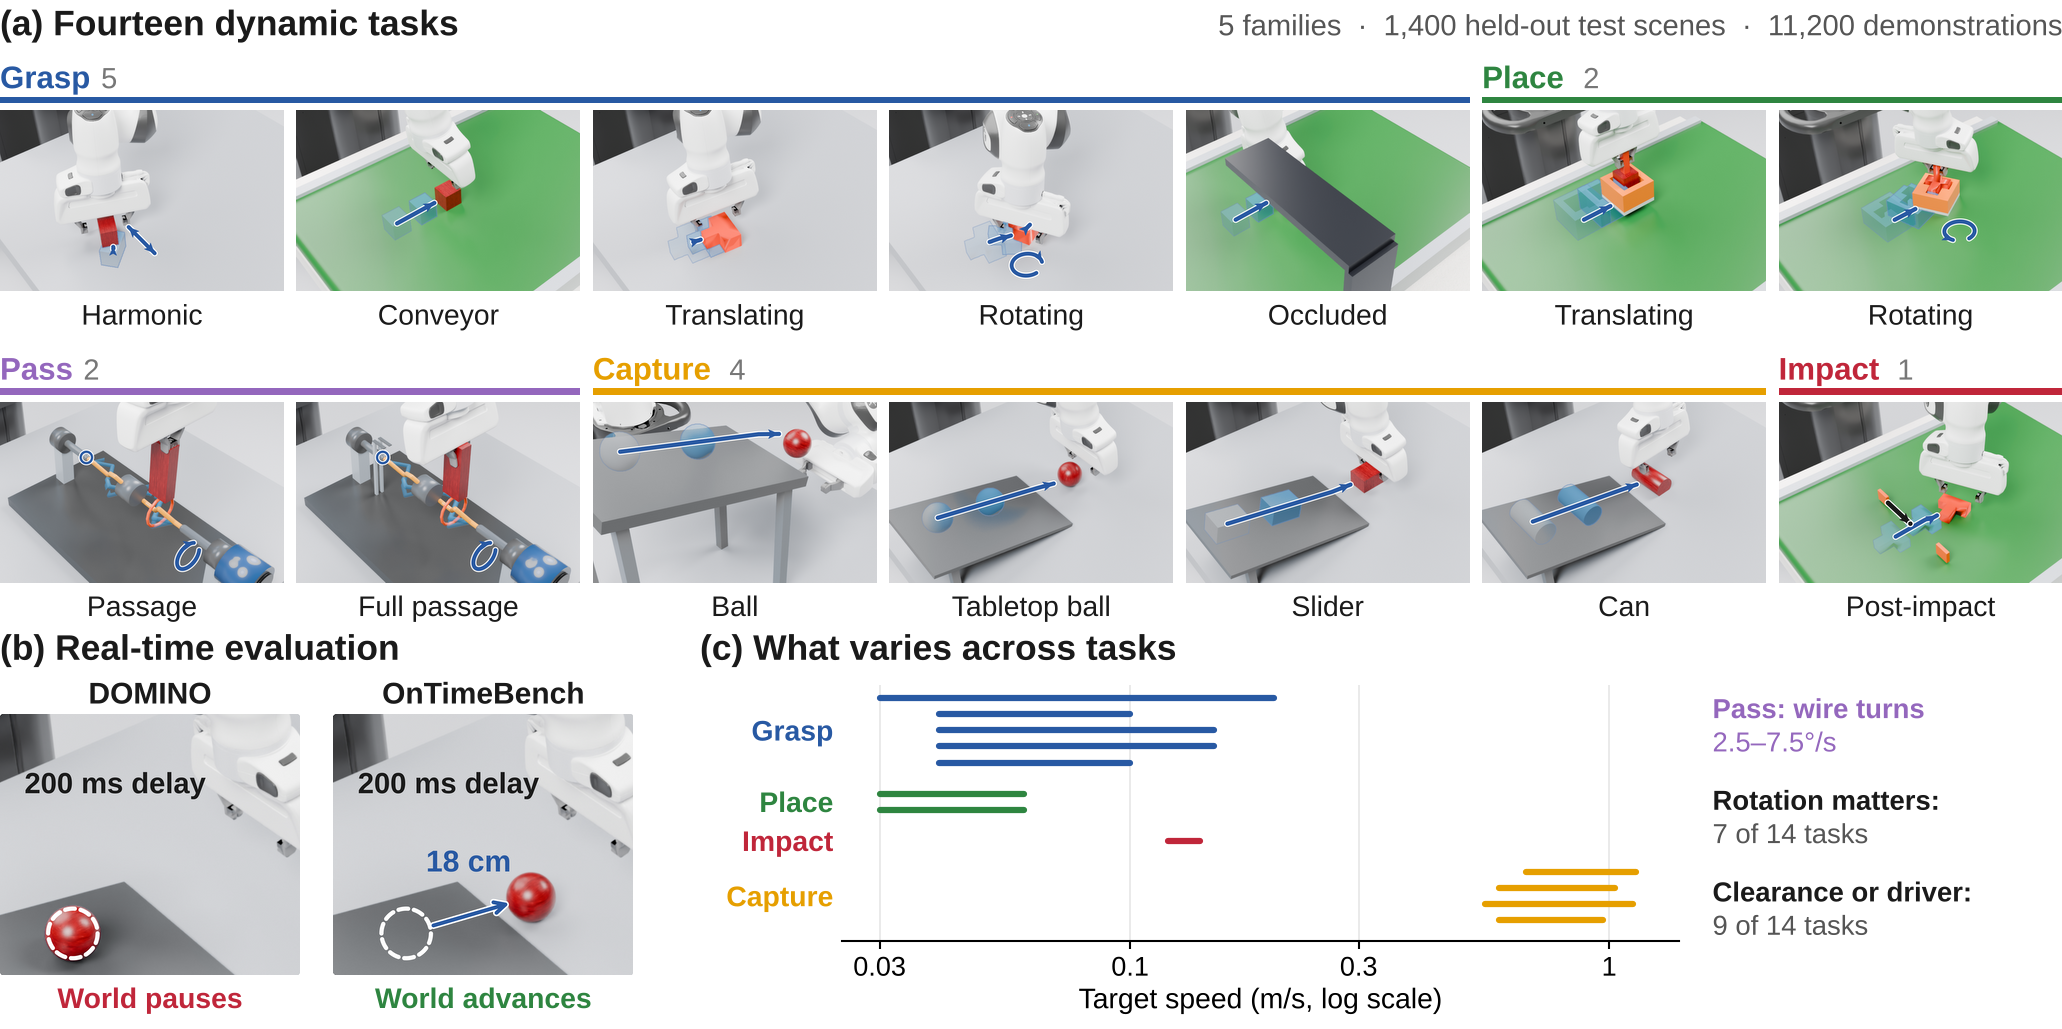 (a) Fourteen dynamic tasks
5 families · 1,400 held-out test scenes · 11,200 demonstrations
Grasp 5
Place 2
Harmonic
Conveyor
Translating
Rotating
Occluded
Translating
Rotating
Pass 2
Capture 4
Impact 1
Passage
Full passage
Ball
Tabletop ball
Slider
Can
Post-impact
(b) Real-time evaluation
DOMINO
OnTimeBench
200 ms delay
200 ms delay
18 cm
World pauses
World advances
(c) What varies across tasks
Grasp
Place
Impact
Capture
0.03
0.1
0.3
1
Target speed (m/s, log scale)
Pass: wire turns
2.5–7.5°/s
Rotation matters:
7 of 14 tasks
Clearance or driver:
9 of 14 tasks